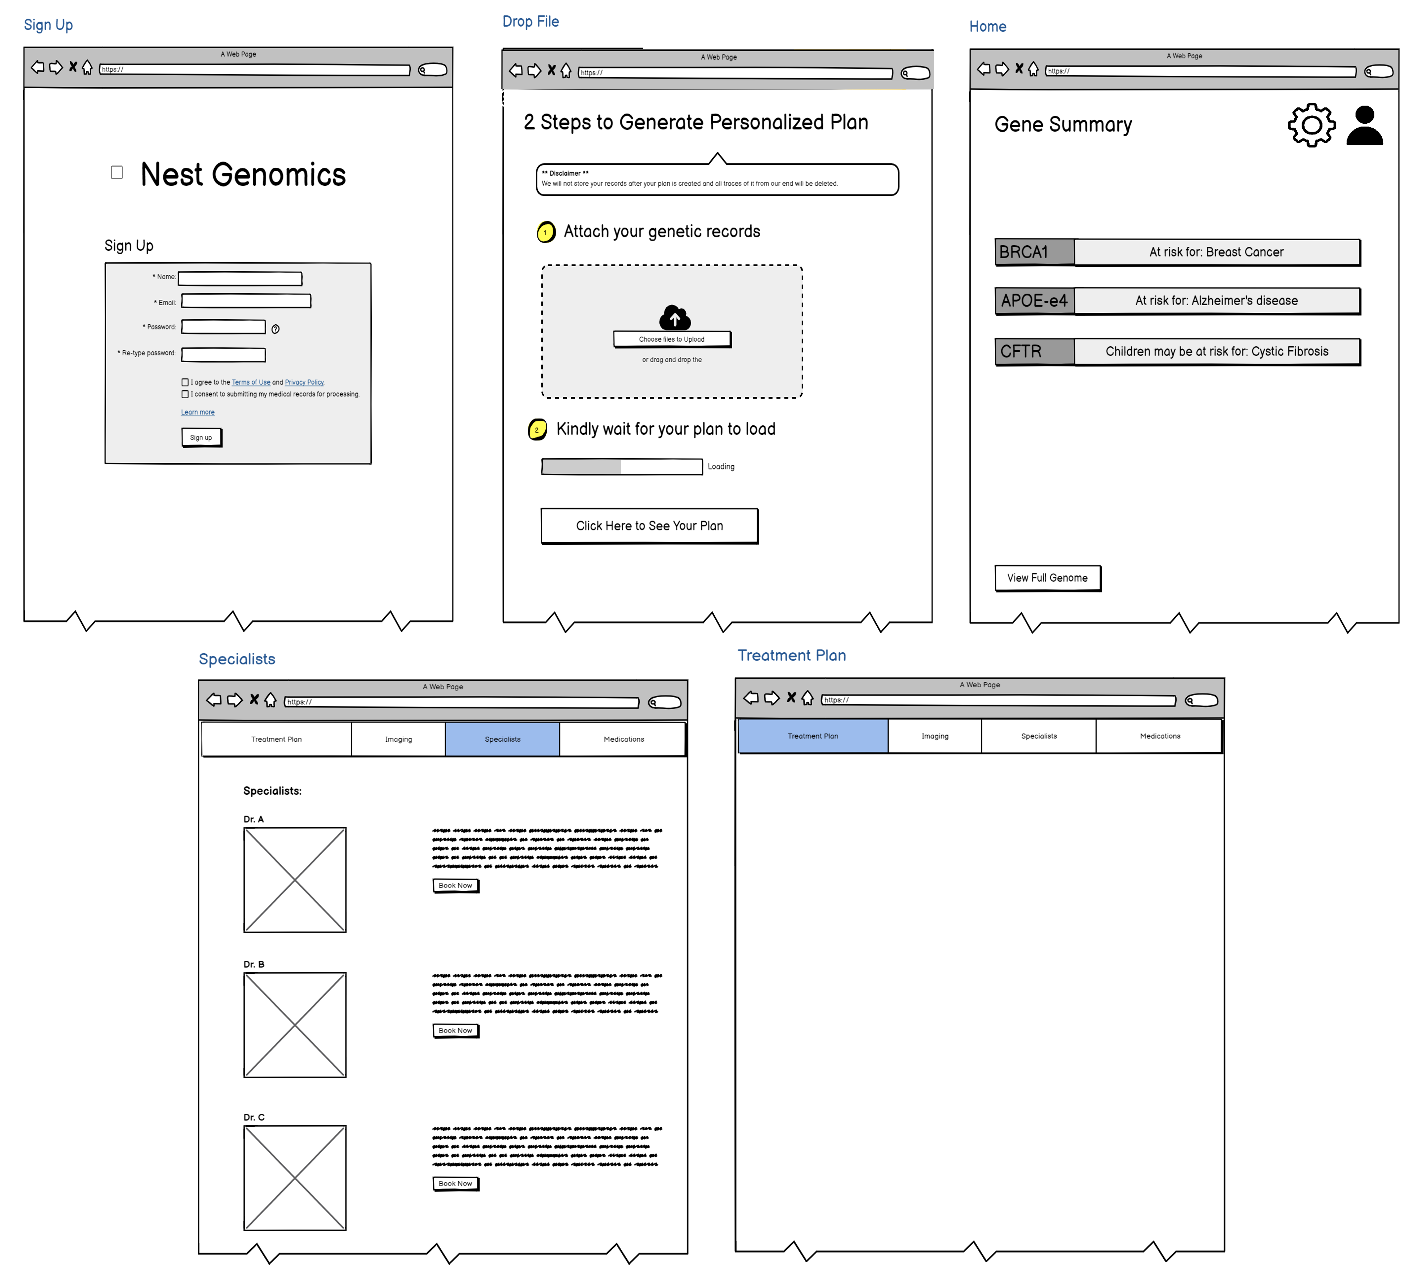 Sign Up
Drop File
Home
A Web Page
https://
Nest Genomics
Sign Up
* Name:
* Email:
* Password:
?
* Re-type password:
I agree to the Terms of Use and Privacy Policy.
I consent to submitting my medical records for processing.
Learn more
Sign up
A Web Page
https://
2 Steps to Generate Personalized Plan
** Disclaimer **
We will not store your records after your plan is created and all traces of it from our end will be deleted.
1
Attach your genetic records
Choose files to Upload
or drag and drop the
2
Kindly wait for your plan to load
Loading
Click Here to See Your Plan
A Web Page
https://
Gene Summary
BRCA1
At risk for: Breast Cancer
APOE-e4
At risk for: Alzheimer's disease
CFTR
Children may be at risk for: Cystic Fibrosis
View Full Genome
Specialists
A Web Page
https://
Treatment Plan
Imaging
Specialists
Medications
Specialists:
Dr. A
Book Now
Dr. B
Book Now
Dr. C
Book Now
Treatment Plan
A Web Page
https://
Treatment Plan
Imaging
Specialists
Medications